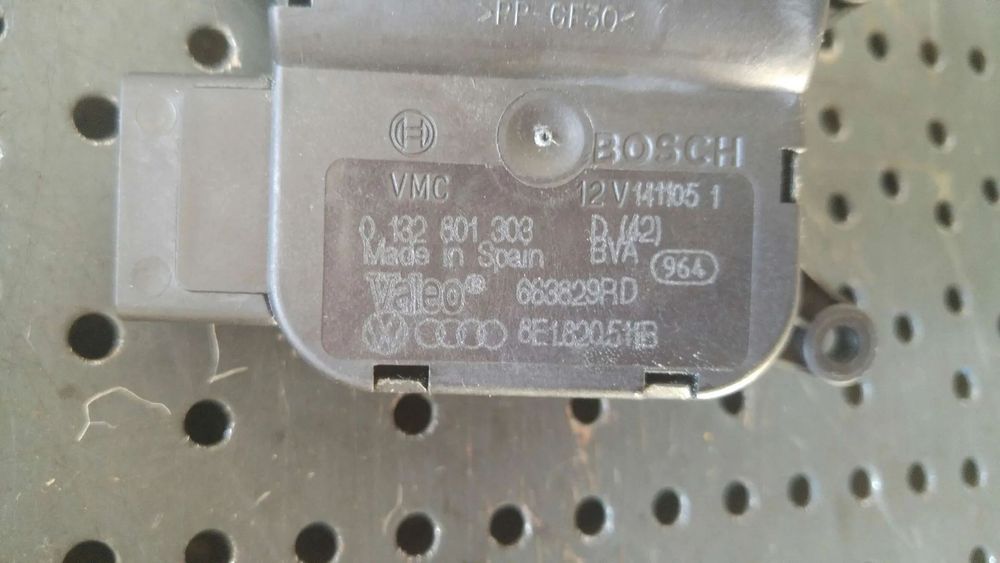 >PP-GF30<
BOSCH
VMC 12 V 141105 1
0 132 801 303 D (42)
Made in Spain BVA 964
Valeo® 663829RD
8E1.820.511B